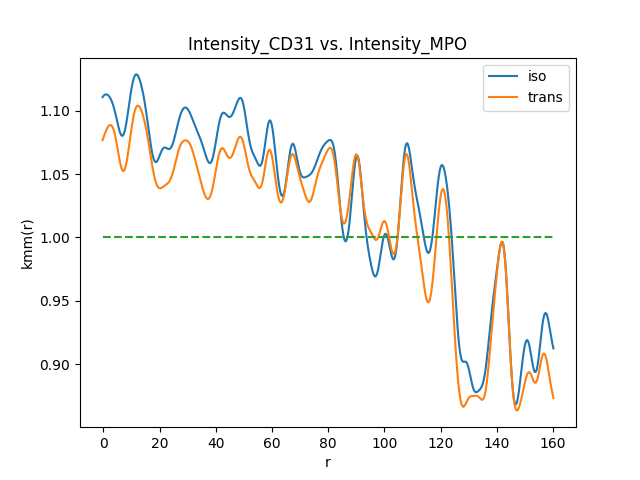 Intensity_CD31 vs. Intensity_MPO
iso
trans
1.10
1.05
1.00
0.95
0.90
kmm(r)
0 20 40 60 80 100 120 140 160
r